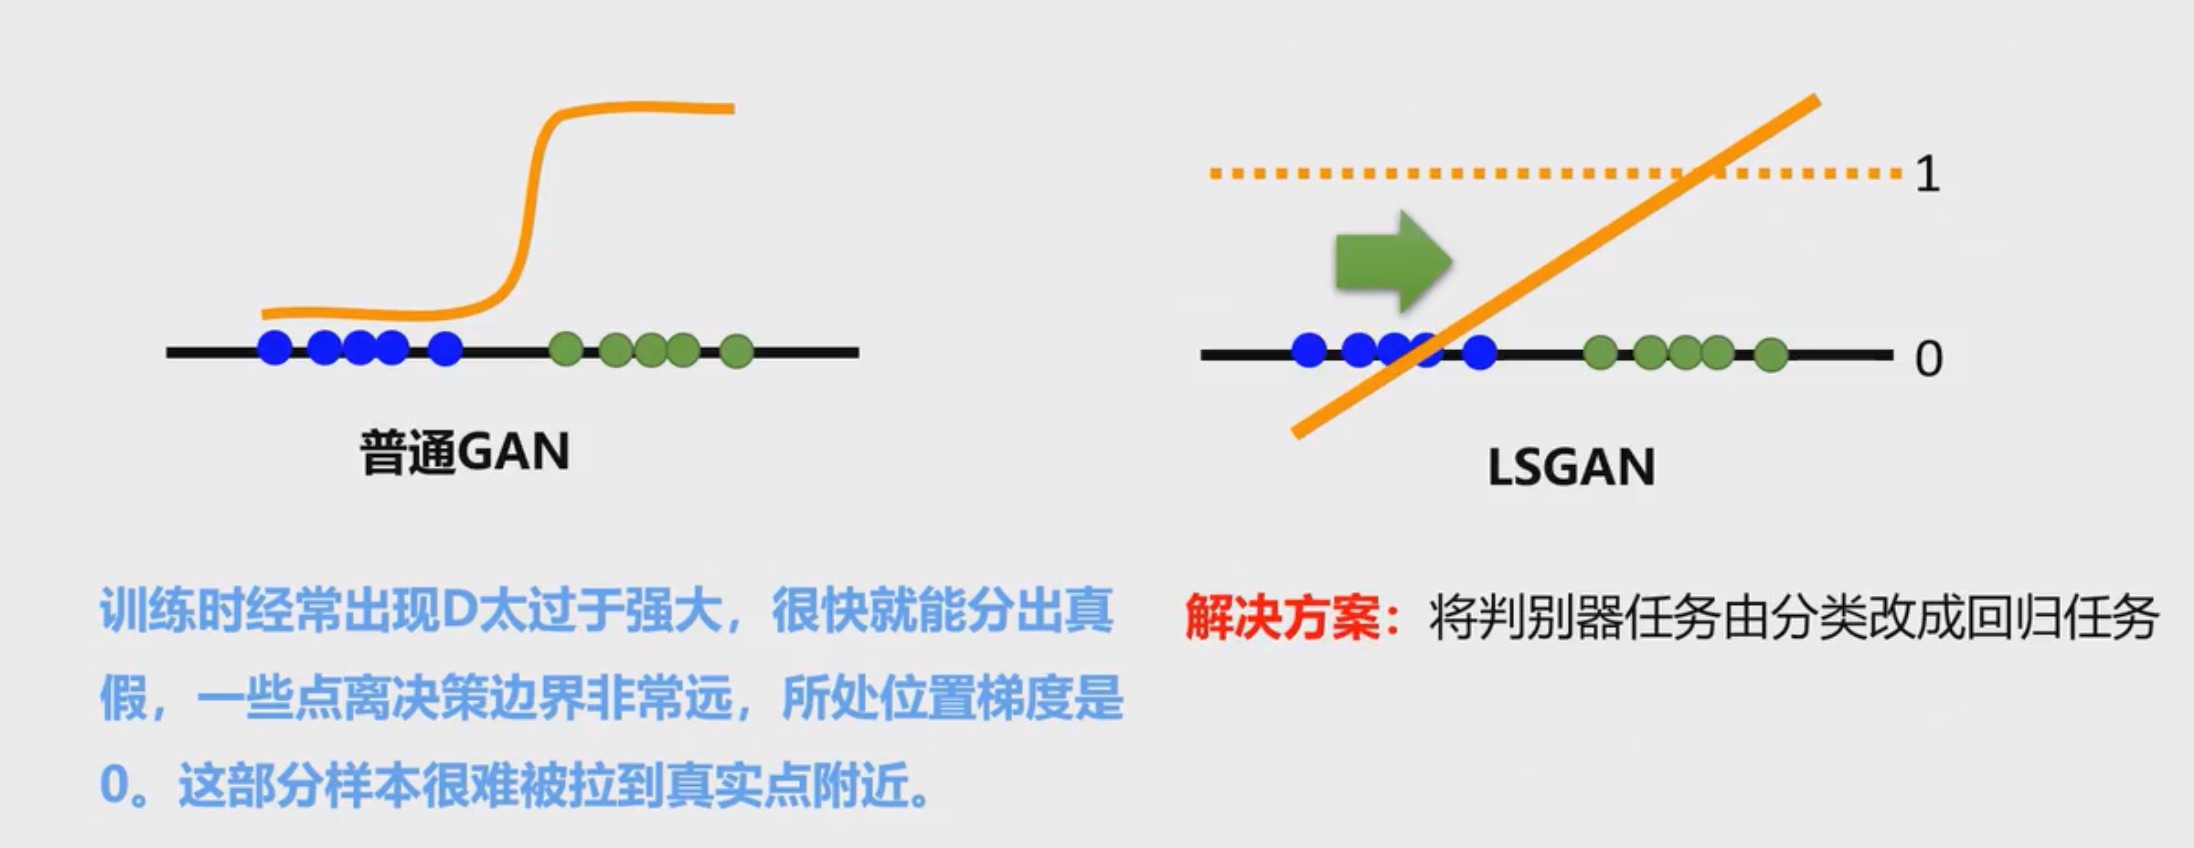 1
0
普通GAN
LSGAN
训练时经常出现D太过于强大，很快就能分出真
假，一些点离决策边界非常远，所处位置梯度是
0。这部分样本很难被拉到真实点附近。
解决方案：将判别器任务由分类改成回归任务